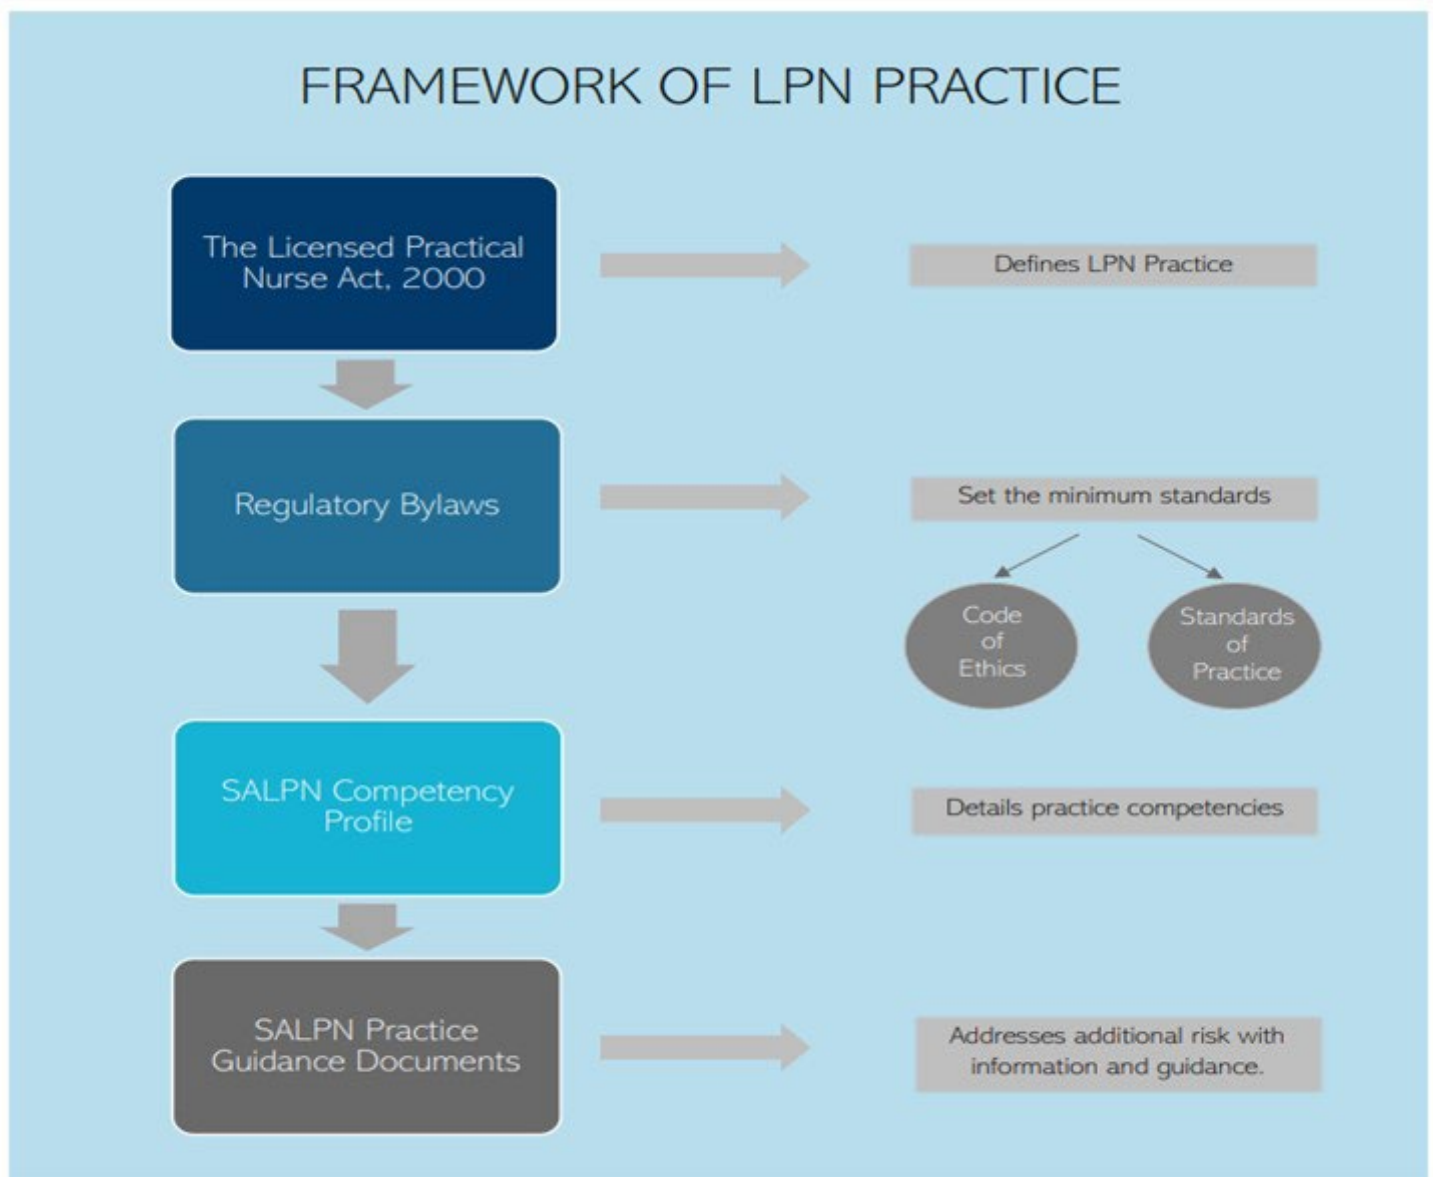 FRAMEWORK OF LPN PRACTICE
The Licensed Practical
Nurse Act, 2000
Defines LPN Practice
Regulatory Bylaws
Set the minimum standards
Code
of
Ethics
Standards
of
Practice
SALPN Competency
Profile
Details practice competencies
SALPN Practice
Guidance Documents
Addresses additional risk with
information and guidance.